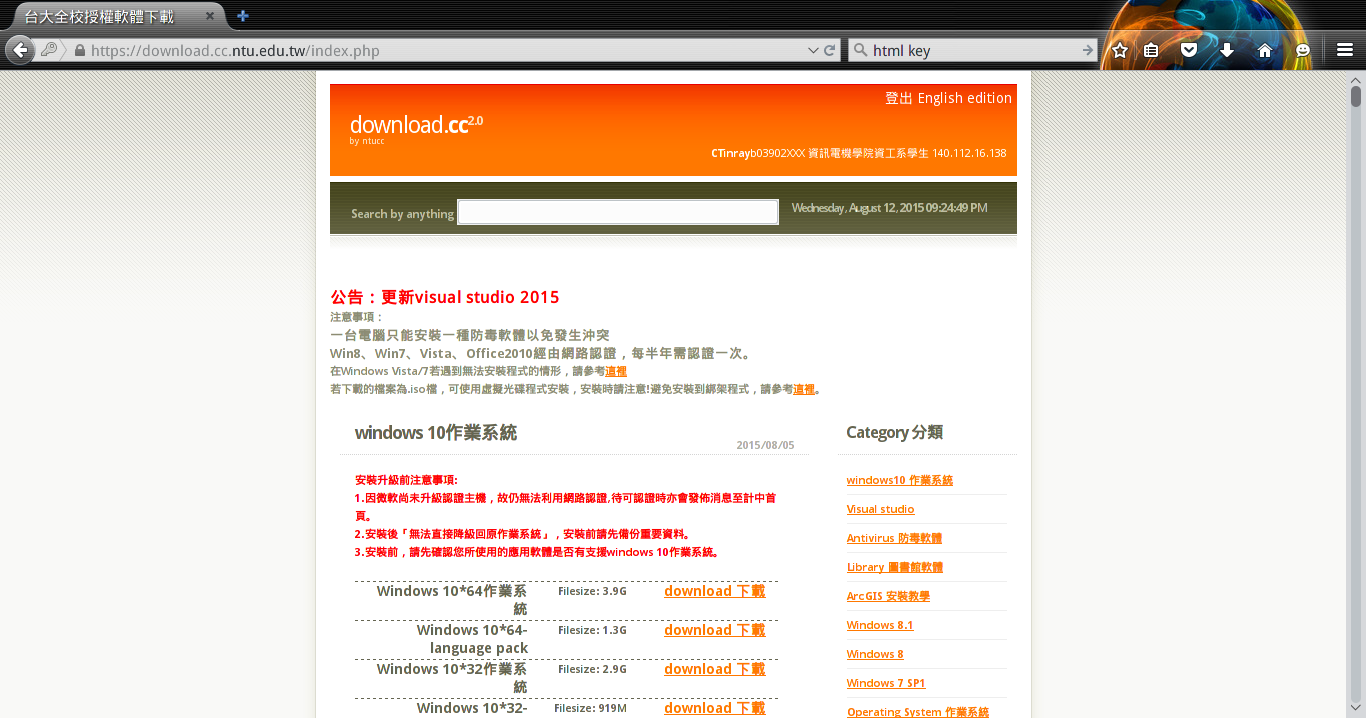 台大全校授權軟體下載
https://download.cc.ntu.edu.tw/index.php
html key
登出 English edition
download.cc2.0
by ntucc
CTinrayb03902XXX 資訊電機學院資工系學生 140.112.16.138
Search by anything
Wednesday, August 12, 2015 09:24:49 PM
公告：更新visual studio 2015
注意事項：
一台電腦只能安裝一種防毒軟體以免發生沖突
Win8、Win7、Vista、Office2010經由網路認證，每半年需認證一次。
在Windows Vista/7若遇到無法安裝程式的情形，請參考這裡
若下載的檔案為.iso檔，可使用虛擬光碟程式安裝，安裝時請注意!避免安裝到綁架程式，請參考這裡。
windows 10作業系統
2015/08/05
安裝升級前注意事項:
1.因微軟尚未升級認證主機，故仍無法利用網路認證,待可認證時亦會發佈消息至計中首
頁。
2.安裝後「無法直接降級回原作業系統」，安裝前請先備份重要資料。
3.安裝前，請先確認您所使用的應用軟體是否有支援windows 10作業系統。
Windows 10*64作業系
統
Filesize: 3.9G
download 下載
Windows 10*64-
language pack
Filesize: 1.3G
download 下載
Windows 10*32作業系
統
Filesize: 2.9G
download 下載
Windows 10*32-
Filesize: 919M
download 下載
Category 分類
windows10 作業系統
Visual studio
Antivirus 防毒軟體
Library 圖書館軟體
ArcGIS 安裝教學
Windows 8.1
Windows 8
Windows 7 SP1
Operating System 作業系統